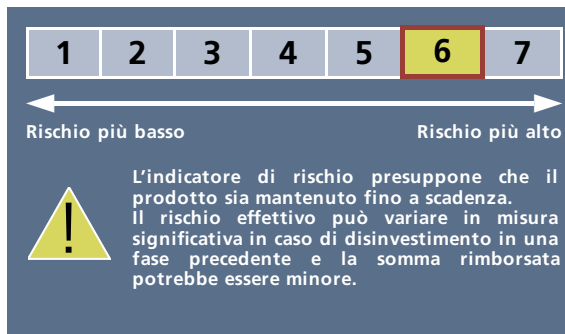 1 2 3 4 5 6 7
Rischio più basso Rischio più alto
L'indicatore di rischio presuppone che il
prodotto sia mantenuto fino a scadenza.
Il rischio effettivo può variare in misura
significativa in caso di disinvestimento in una
fase precedente e la somma rimborsata
potrebbe essere minore.
!